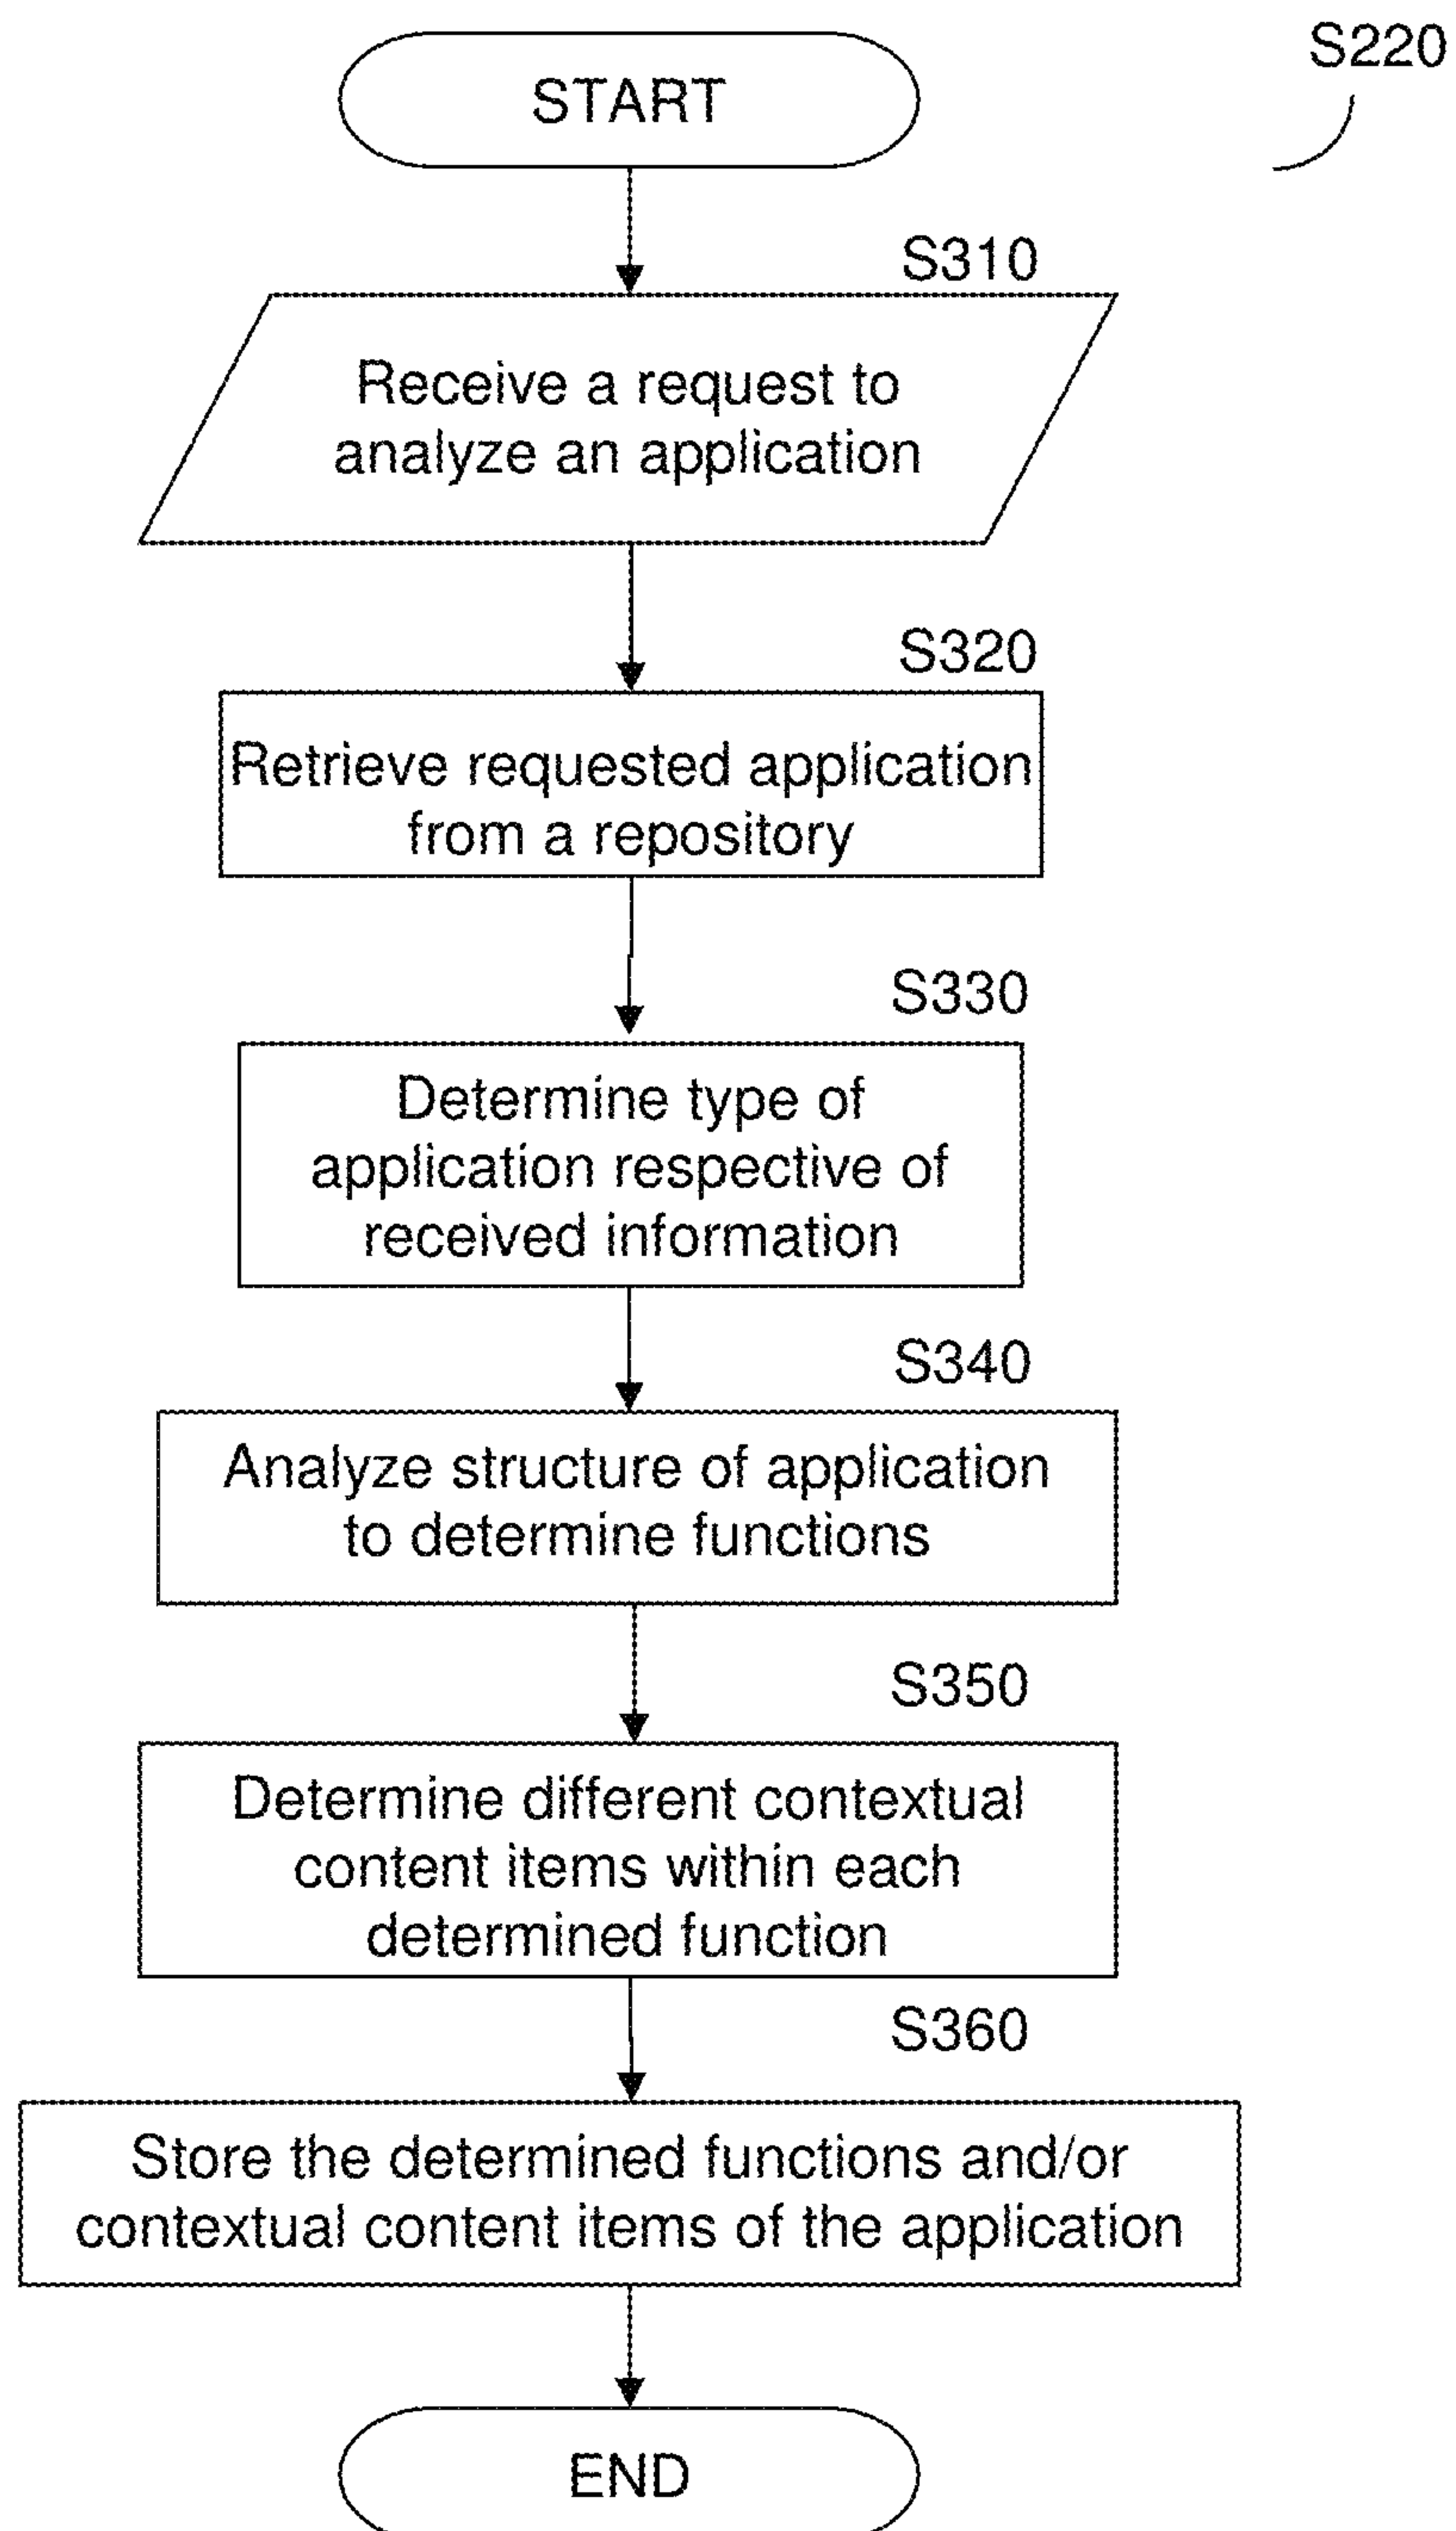 S220
START
S310
Receive a request to
analyze an application
S320
Retrieve requested application
from a repository
S330
Determine type of
application respective of
received information
S340
Analyze structure of application
to determine functions
S350
Determine different contextual
content items within each
determined function
S360
Store the determined functions and/or
contextual content items of the application
END